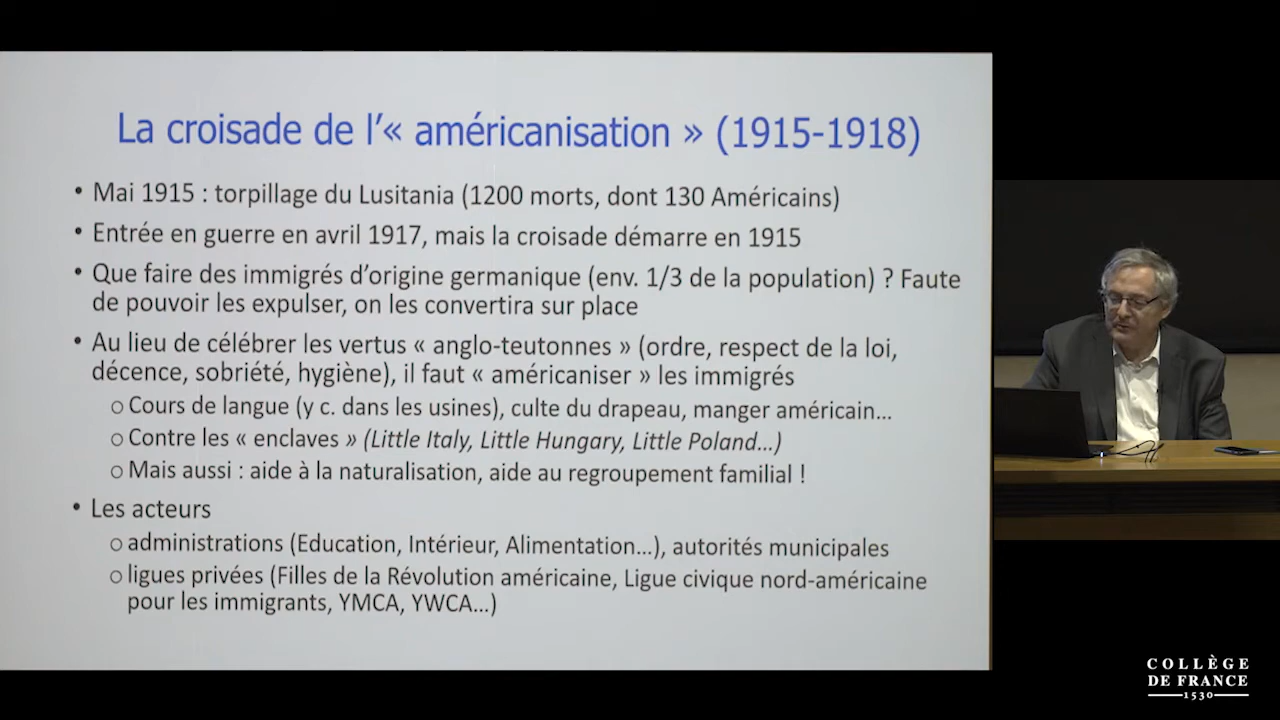 La croisade de l'« américanisation » (1915-1918)
• Mai 1915 : torpillage du Lusitania (1200 morts, dont 130 Américains)
• Entrée en guerre en avril 1917, mais la croisade démarre en 1915
• Que faire des immigrés d'origine germanique (env. 1/3 de la population) ? Faute
de pouvoir les expulser, on les convertira sur place
• Au lieu de célébrer les vertus « anglo-teutonnes » (ordre, respect de la loi,
décence, sobriété, hygiène), il faut « américaniser » les immigrés
o Cours de langue (y c. dans les usines), culte du drapeau, manger américain…
o Contre les « enclaves » (Little Italy, Little Hungary, Little Poland…)
o Mais aussi : aide à la naturalisation, aide au regroupement familial !
• Les acteurs
o administrations (Education, Intérieur, Alimentation…), autorités municipales
o ligues privées (Filles de la Révolution américaine, Ligue civique nord-américaine
pour les immigrants, YMCA, YWCA…)
COLLÈGE
DE FRANCE
1530